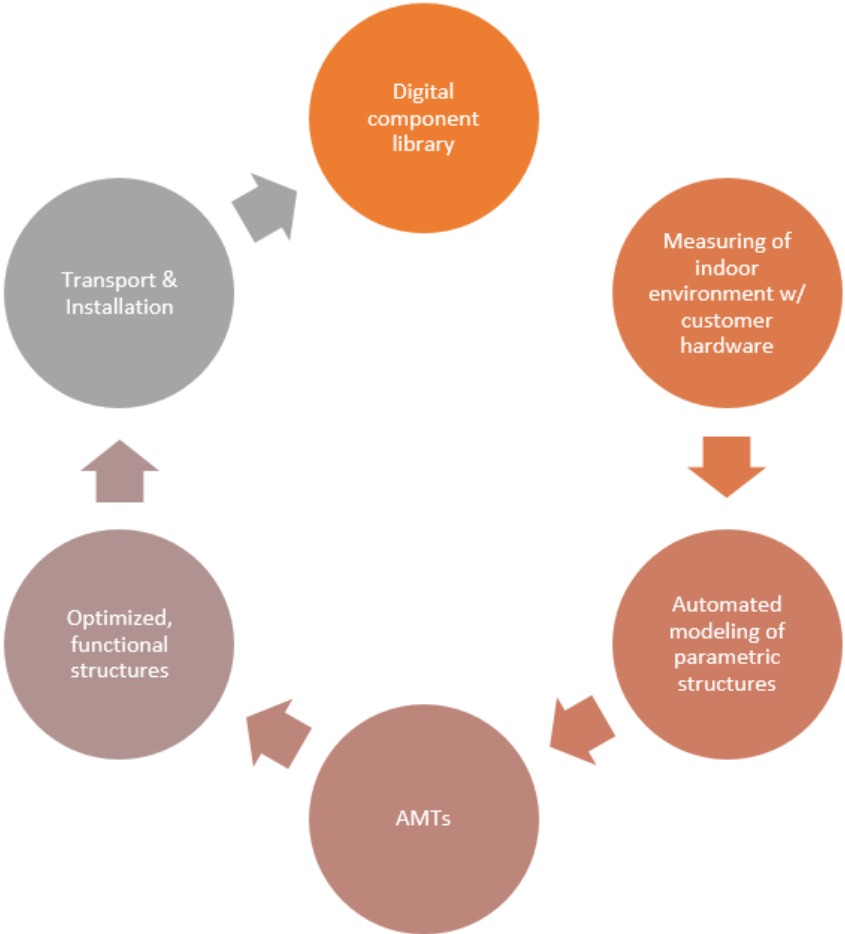 Digital
component
library
Measuring of
indoor
environment w/
customer
hardware
Automated
modeling of
parametric
structures
AMTs
Optimized,
functional
structures
Transport &
Installation